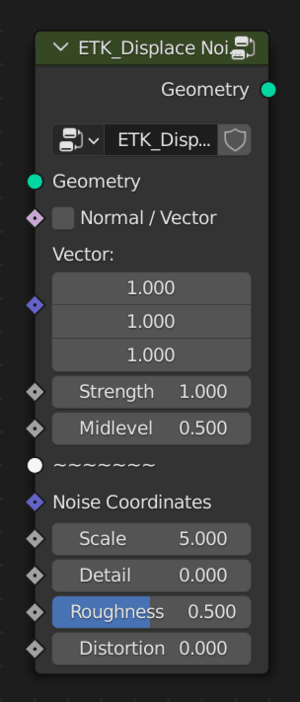 ETK_Displace Noi
Geometry
ETK_Disp...
Geometry
Normal / Vector
Vector:
1.000
1.000
1.000
Strength 1.000
Midlevel 0.500
~~~~~~~
Noise Coordinates
Scale 5.000
Detail 0.000
Roughness 0.500
Distortion 0.000